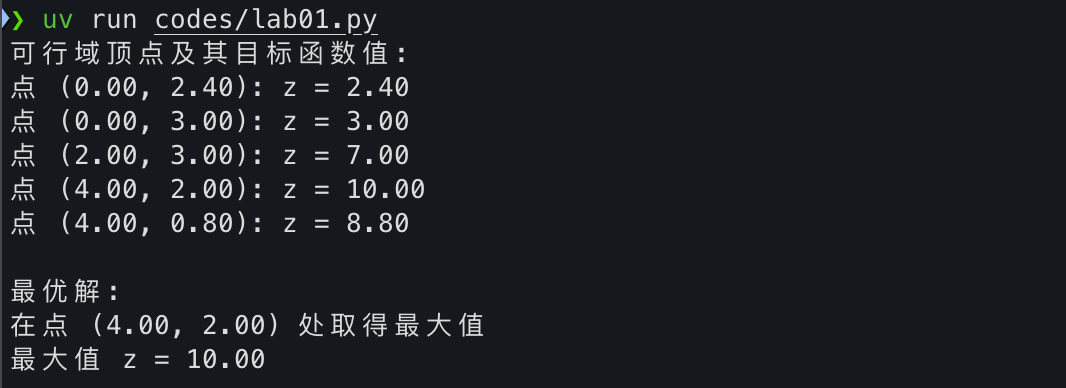 ❯ uv run codes/lab01.py
可行域顶点及其目标函数值:
点 (0.00, 2.40): z = 2.40
点 (0.00, 3.00): z = 3.00
点 (2.00, 3.00): z = 7.00
点 (4.00, 2.00): z = 10.00
点 (4.00, 0.80): z = 8.80
最优解:
在点 (4.00, 2.00) 处取得最大值
最大值 z = 10.00